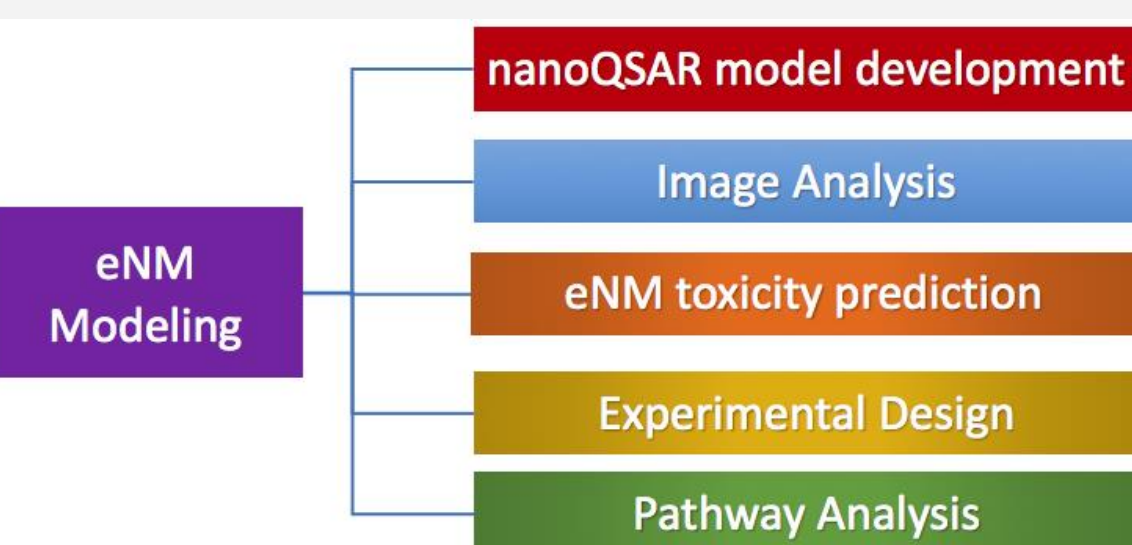 nanoQSAR model development
Image Analysis
eNM
Modeling
eNM toxicity prediction
Experimental Design
Pathway Analysis